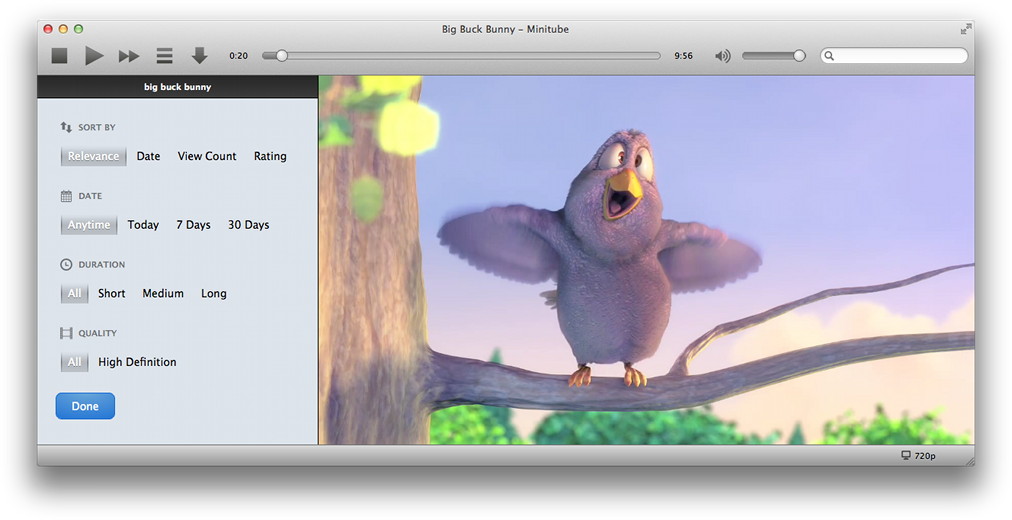 Big Buck Bunny – Minitube
0:20
9:56
big buck bunny
SORT BY
Relevance Date View Count Rating
DATE
Anytime Today 7 Days 30 Days
DURATION
All Short Medium Long
QUALITY
All High Definition
Done
720p